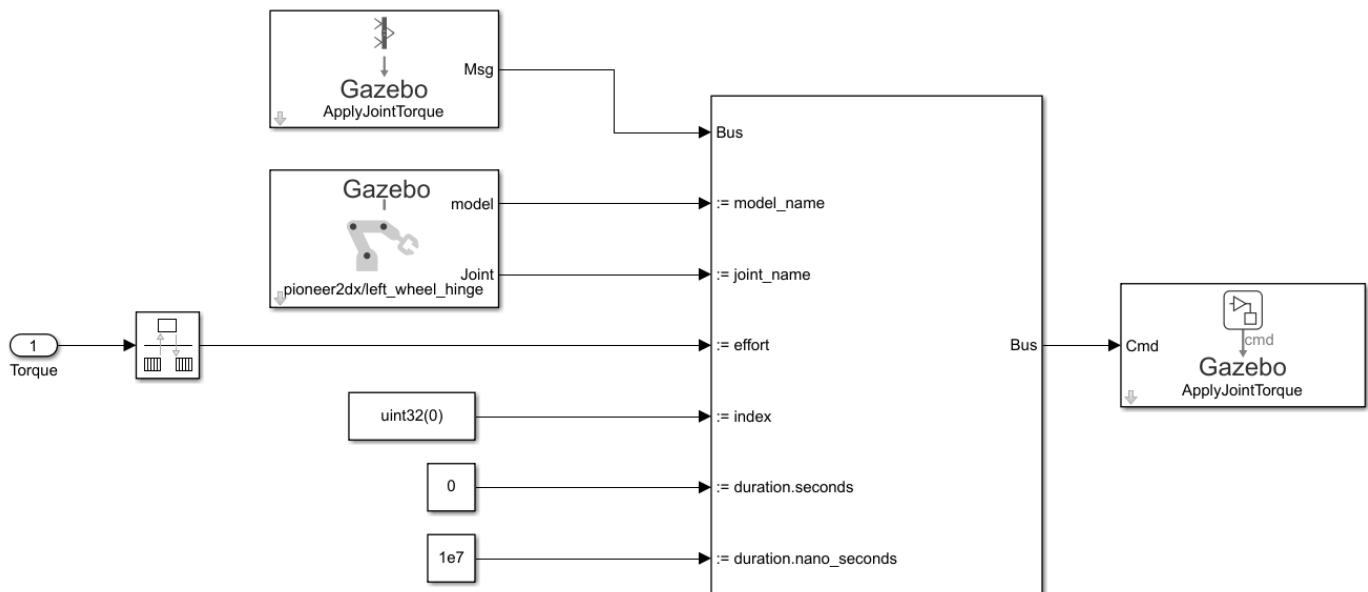 Msg
Gazebo
ApplyJointTorque
Bus
Gazebo
model
:= model_name
Joint
:= joint_name
pioneer2dx/left_wheel_hinge
1
Torque
:= effort
Bus
Cmd
cmd
Gazebo
ApplyJointTorque
uint32(0)
:= index
0
:= duration.seconds
1e7
:= duration.nano_seconds